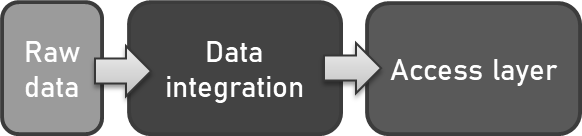 Raw
data
Data
integration
Access layer